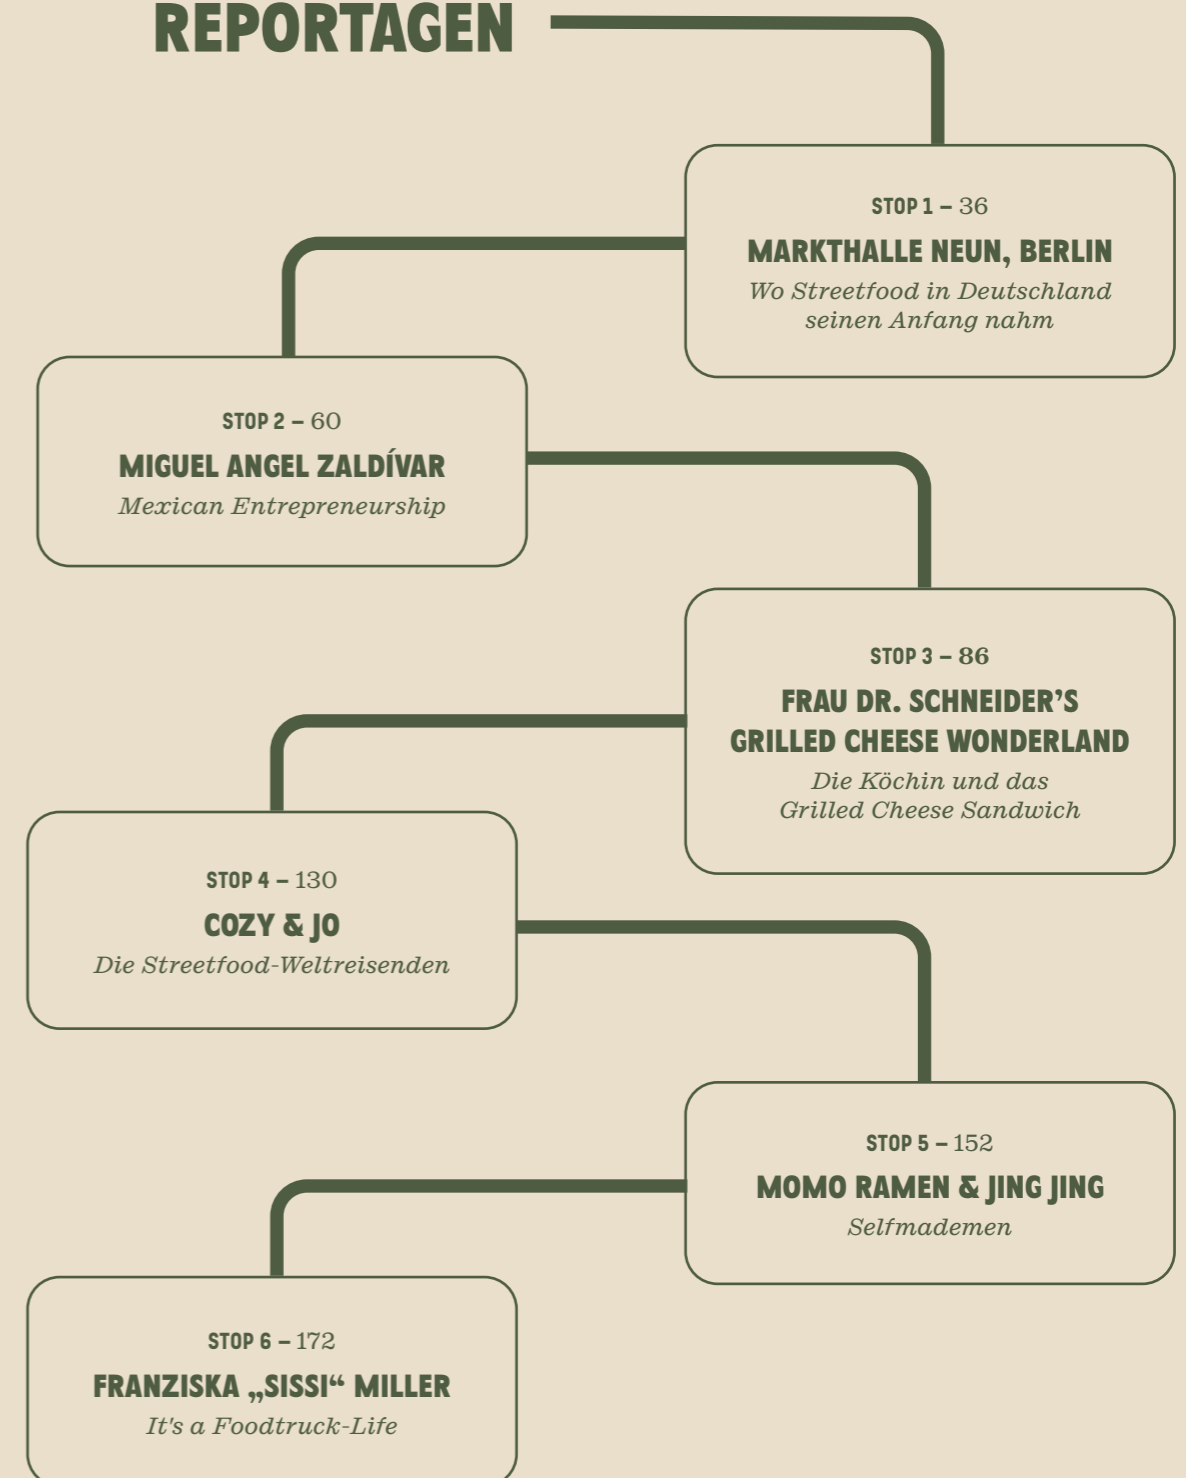 REPORTAGEN
STOP 1 – 36
MARKTHALLE NEUN, BERLIN
Wo Streetfood in Deutschland
seinen Anfang nahm
STOP 2 – 60
MIGUEL ANGEL ZALDÍVAR
Mexican Entrepreneurship
STOP 3 – 86
FRAU DR. SCHNEIDER’S
GRILLED CHEESE WONDERLAND
Die Köchin und das
Grilled Cheese Sandwich
STOP 4 – 130
COZY & JO
Die Streetfood-Weltreisenden
STOP 5 – 152
MOMO RAMEN & JING JING
Selfmademen
STOP 6 – 172
FRANZISKA „SISSI“ MILLER
It's a Foodtruck-Life